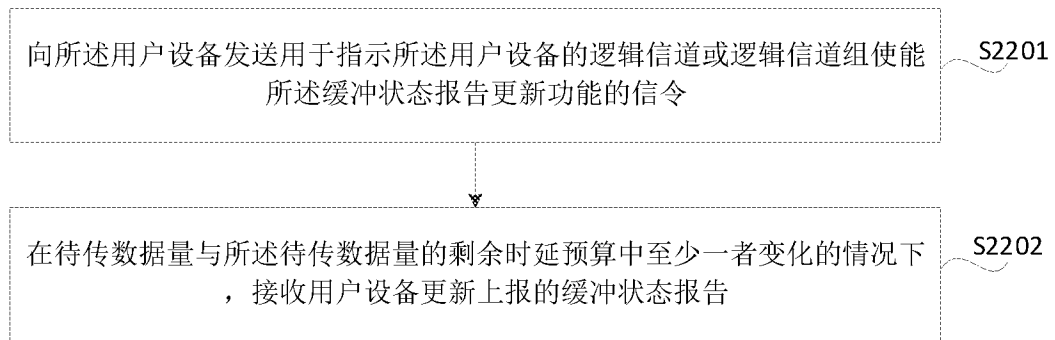 向所述用户设备发送用于指示所述用户设备的逻辑信道或逻辑信道组使能
所述缓冲状态报告更新功能的信令
S2201
在待传数据量与所述待传数据量的剩余时延预算中至少一者变化的情况下
，接收用户设备更新上报的缓冲状态报告
S2202